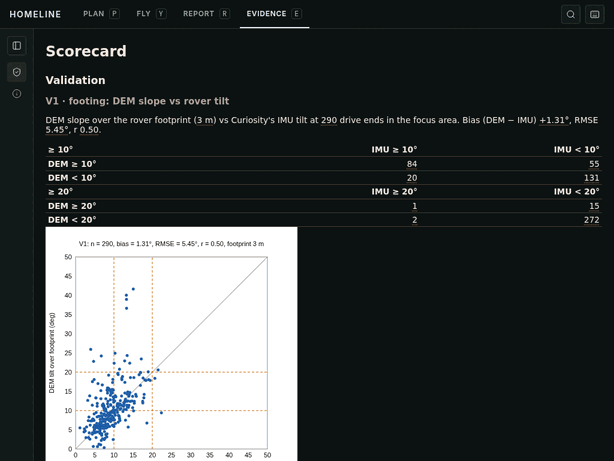 HOMELINE PLAN P FLY Y REPORT R EVIDENCE E
Scorecard
Validation
V1 · footing: DEM slope vs rover tilt
DEM slope over the rover footprint (3 m) vs Curiosity's IMU tilt at 290 drive ends in the focus area. Bias (DEM − IMU) +1.31°, RMSE
5.45°, r 0.50.
≥ 10° IMU ≥ 10° IMU < 10°
DEM ≥ 10° 84 55
DEM < 10° 20 131
≥ 20° IMU ≥ 20° IMU < 20°
DEM ≥ 20° 1 15
DEM < 20° 2 272
V1: n = 290, bias = 1.31°, RMSE = 5.45°, r = 0.50, footprint 3 m
DEM tilt over footprint (deg)
50
45
40
35
30
25
20
15
10
5
0
0 5 10 15 20 25 30 35 40 45 50